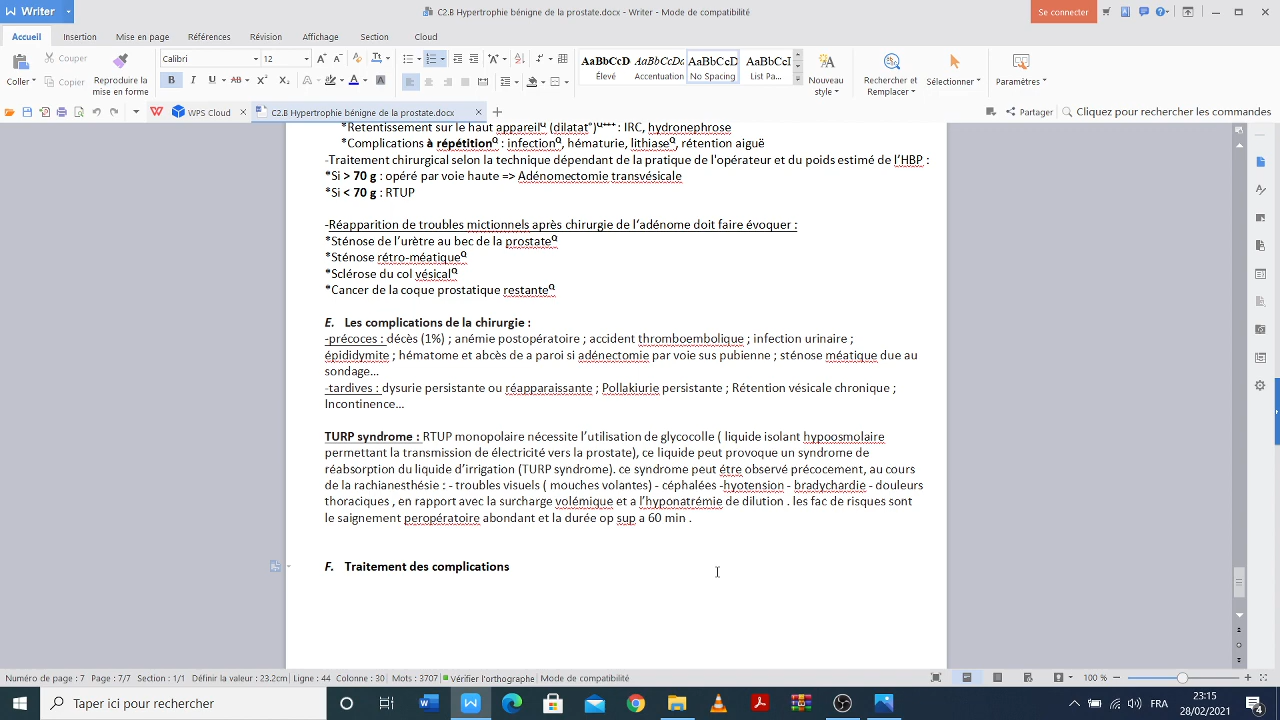 Writer
C2.B Hypertrophie bénigne de la prostate.docx - Writer - Mode de compatibilité
Se connecter
Accueil Insertion Mise en page Références Révision Affichage Section Cloud
Coller Couper Copier Reproduire la mise en forme
Calibri 12
AaBbCcD AaBbCcDc AaBbCcD AaBbCcI
Élevé Accentuation No Spacing List Pa...
Nouveau style Rechercher et Remplacer Sélectionner Paramètres
WPS Cloud C2.B Hypertrophie bénigne de la prostate.docx Partager Cliquez pour rechercher les commandes
*Retentissement sur le haut appareilQ (dilatat°)Q+++ : IRC, hydronephrose
*Complications à répétitionQ : infectionQ, hématurie, lithiaseQ, rétention aiguë
-Traitement chirurgical selon la technique dépendant de la pratique de l'opérateur et du poids estimé de l'HBP :
*Si > 70 g : opéré par voie haute => Adénomectomie transvésicale
*Si < 70 g : RTUP
-Réapparition de troubles mictionnels après chirurgie de l'adénome doit faire évoquer :
*Sténose de l'urètre au bec de la prostateQ
*Sténose rétro-méatiqueQ
*Sclérose du col vésicalQ
*Cancer de la coque prostatique restanteQ
E. Les complications de la chirurgie :
-précoces : décès (1%) ; anémie postopératoire ; accident thromboembolique ; infection urinaire ;
épididymite ; hématome et abcès de a paroi si adénectomie par voie sus pubienne ; sténose méatique due au
sondage...
-tardives : dysurie persistante ou réapparaissante ; Pollakiurie persistante ; Rétention vésicale chronique ;
Incontinence...
TURP syndrome : RTUP monopolaire nécessite l'utilisation de glycocolle ( liquide isolant hypoosmolaire
permettant la transmission de électricité vers la prostate), ce liquide peut provoque un syndrome de
réabsorption du liquide d'irrigation (TURP syndrome). ce syndrome peut étre observé précocement, au cours
de la rachianesthésie : - troubles visuels ( mouches volantes) - céphalées -hyotension - bradychardie - douleurs
thoraciques , en rapport avec la surcharge volémique et a l'hyponatrémie de dilution . les fac de risques sont
le saignement peropératoire abondant et la durée op sup a 60 min .
F. Traitement des complications
Numéro de page : 7 Page : 7/7 Section : 1/1 Définir la valeur : 23.2cm Ligne : 44 Colonne : 30 Mots : 3707 Vérifier l'orthographe Mode de compatibilité 100 %
Taper ici pour rechercher
FRA 23:15
28/02/2021
4